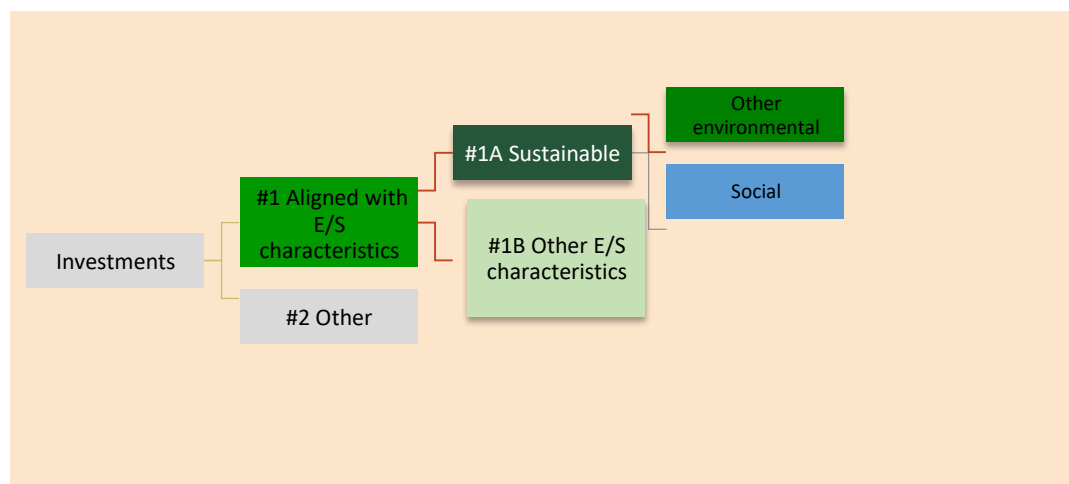 Investments
#1 Aligned with
E/S
characteristics
#2 Other
#1A Sustainable
#1B Other E/S
characteristics
Other
environmental
Social